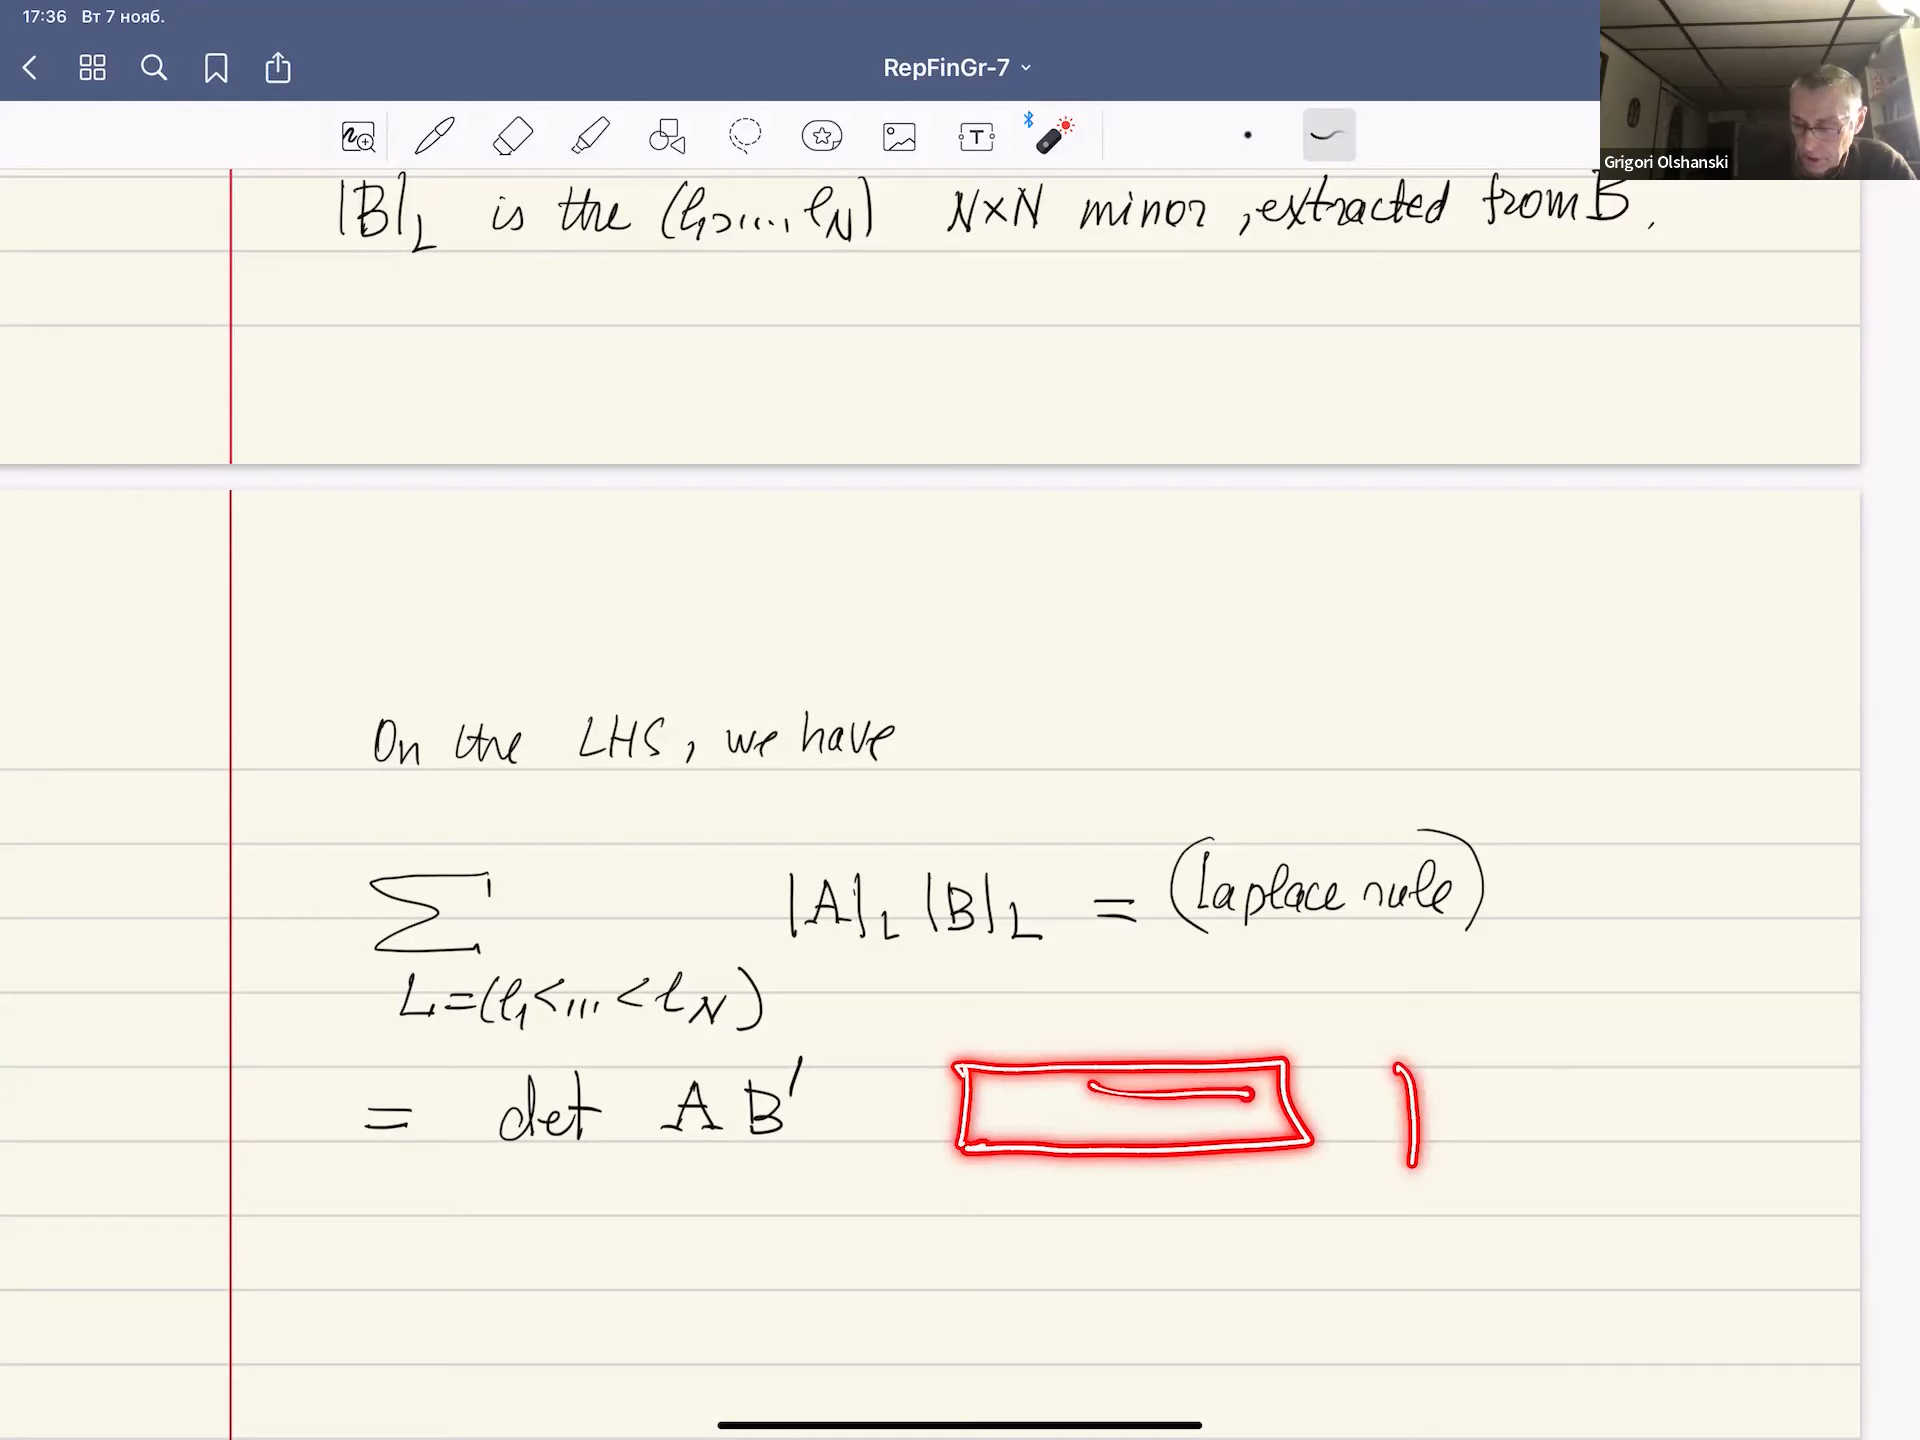 17:36 Вт 7 нояб.
RepFinGr-7
Grigori Olshanski
|B|_L is the (l_1, ..., l_N) N×N minor, extracted from B.
On the LHS, we have
∑ |A|_L |B|_L = (Laplace rule)
L=(l_1<...<l_N)
= det A B'